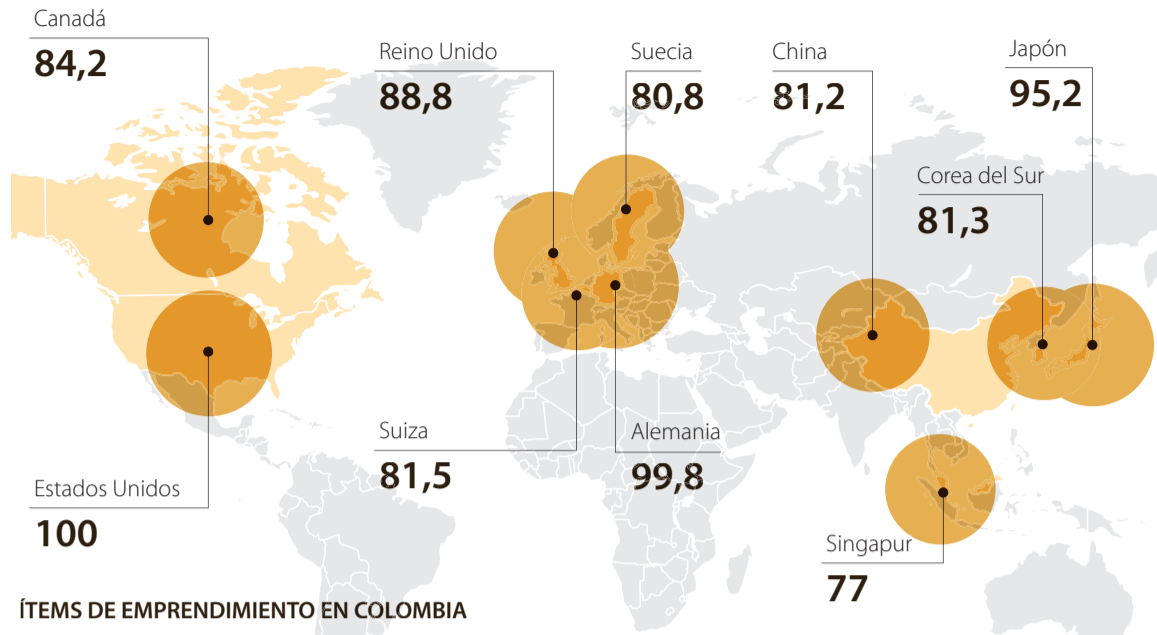 Canadá
84,2
Reino Unido
88,8
Suecia
80,8
China
81,2
Japón
95,2
Corea del Sur
81,3
Suiza
81,5
Alemania
99,8
Estados Unidos
100
Singapur
77
ÍTEMS DE EMPRENDIMIENTO EN COLOMBIA